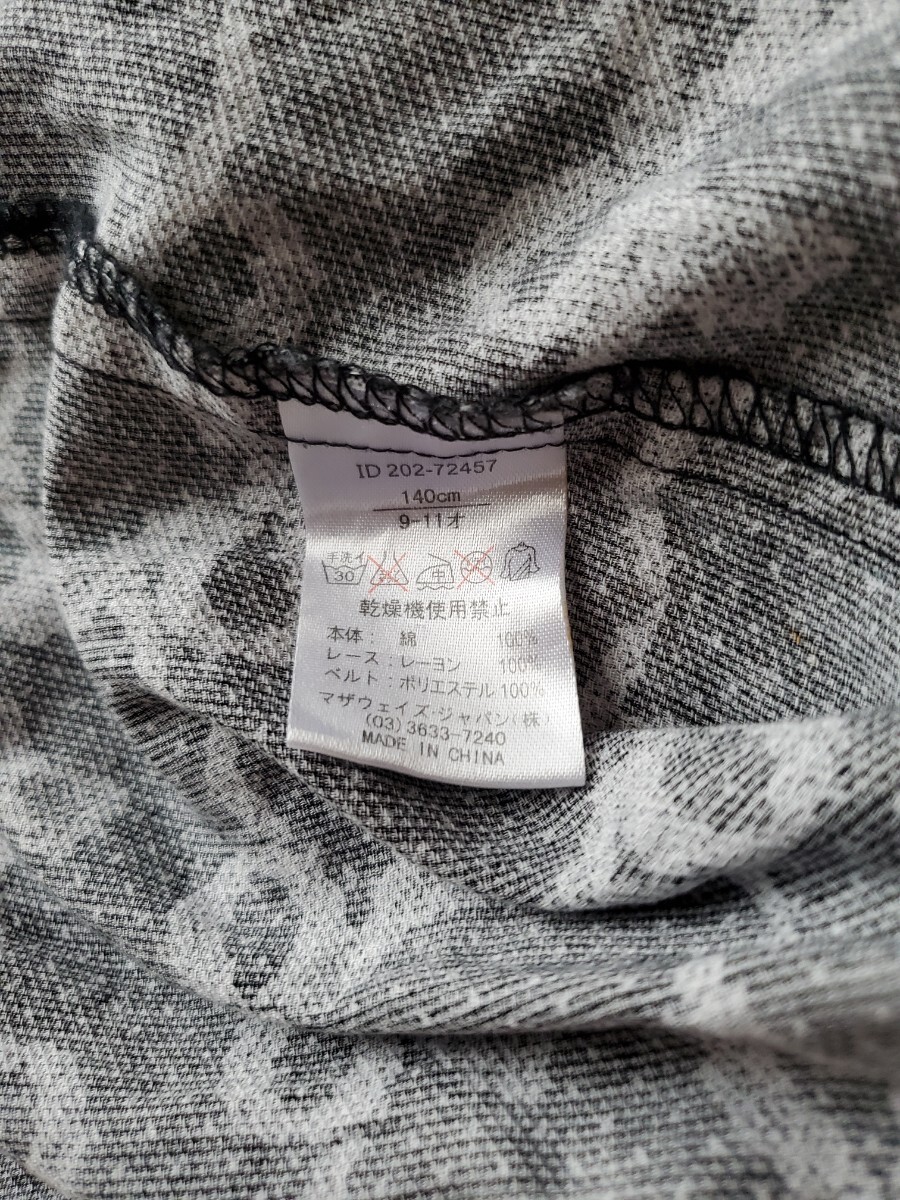 ID 202-72457
140cm
9-11才
手洗イ
30 中
乾燥機使用禁止
本体： 綿 100%
レース：レーヨン 100%
ベルト：ポリエステル 100%
マザウェイズ・ジャパン(株)
(03)3633-7240
MADE IN CHINA